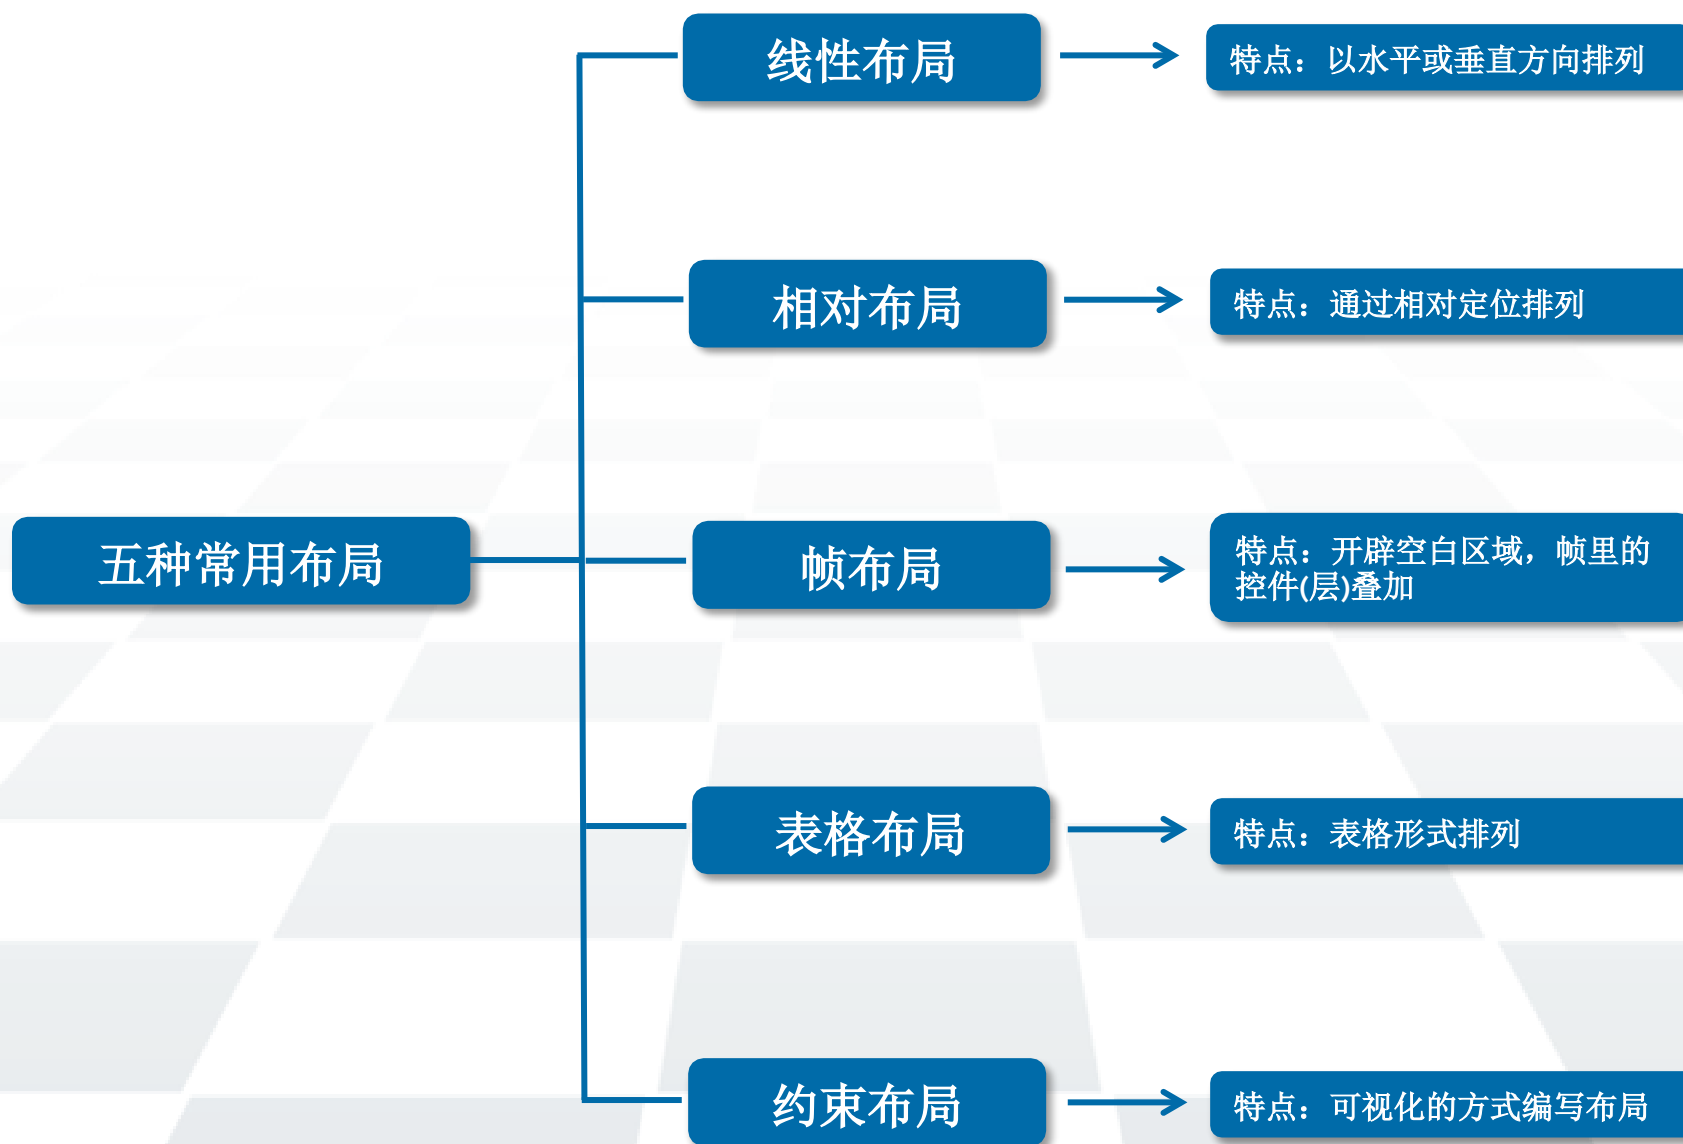 线性布局
特点：以水平或垂直方向排列
相对布局
特点：通过相对定位排列
五种常用布局
帧布局
特点：开辟空白区域，帧里的
控件(层)叠加
表格布局
特点：表格形式排列
约束布局
特点：可视化的方式编写布局